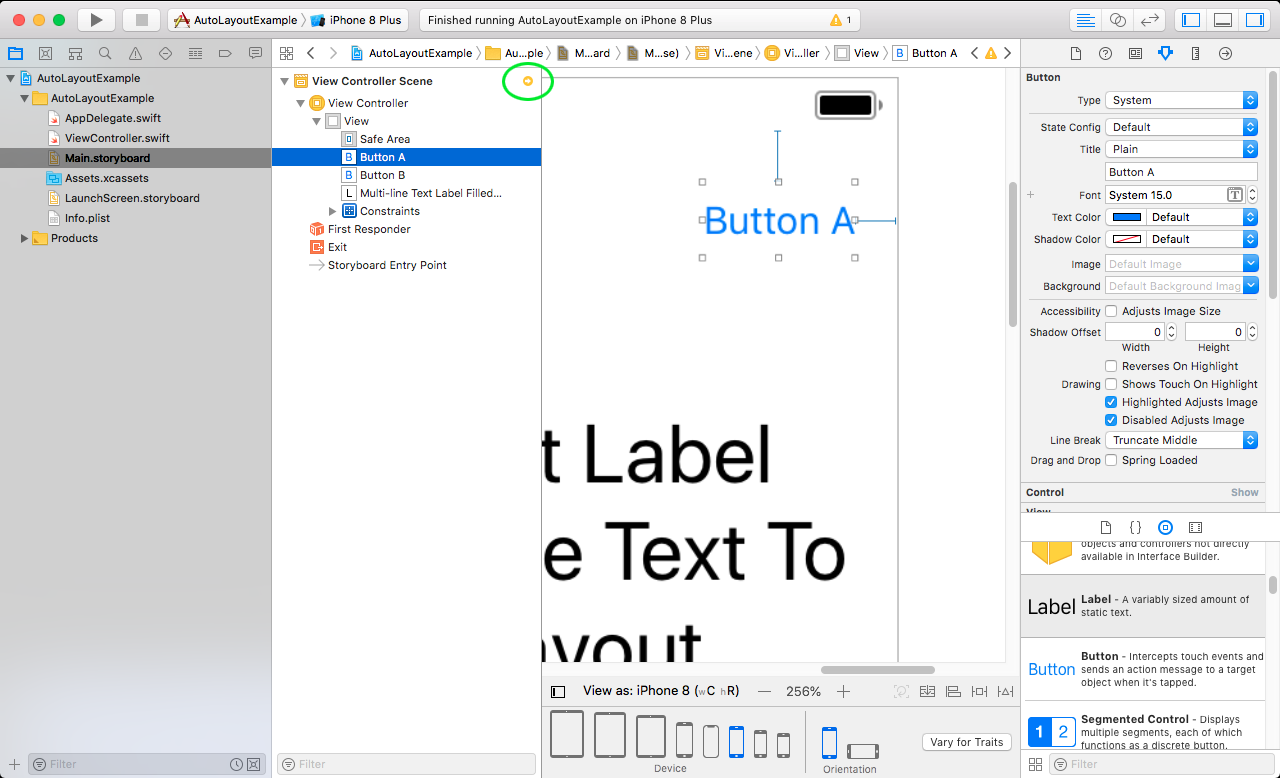 AutoLayoutExample
iPhone 8 Plus
Finished running AutoLayoutExample on iPhone 8 Plus
1
AutoLayoutExample
Au...ple
M...ard
M...se)
Vi...ene
Vi...ller
View
B
Button A
AutoLayoutExample
AutoLayoutExample
AppDelegate.swift
ViewController.swift
Main.storyboard
Assets.xcassets
LaunchScreen.storyboard
Info.plist
Products
Filter
View Controller Scene
View Controller
View
Safe Area
B Button A
B Button B
L Multi-line Text Label Filled...
Constraints
First Responder
Exit
Storyboard Entry Point
Filter
Button A
t Label
e Text To
ayout
View as: iPhone 8 (wC hR)
256%
Device
Orientation
Vary for Traits
Button
Type System
State Config Default
Title Plain
Button A
Font System 15.0 T
Text Color Default
Shadow Color Default
Image Default Image
Background Default Background Imag
Accessibility Adjusts Image Size
Shadow Offset 0 0
Width Height
Reverses On Highlight
Drawing Shows Touch On Highlight
Highlighted Adjusts Image
Disabled Adjusts Image
Line Break Truncate Middle
Drag and Drop Spring Loaded
Control Show
View
{}
objects and controllers not directly
available in Interface Builder.
Label
Label - A variably sized amount of
static text.
Button
Button - Intercepts touch events and
sends an action message to a target
object when it's tapped.
1 2
Segmented Control - Displays
multiple segments, each of which
functions as a discrete button.
Filter